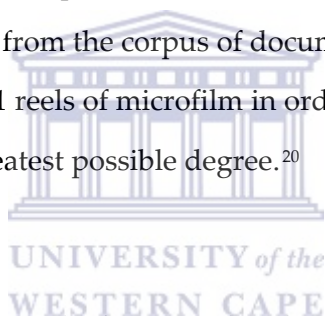 from the corpus of docum
1 reels of microfilm in ord
eatest possible degree.20
UNIVERSITY of the
WESTERN CAPE